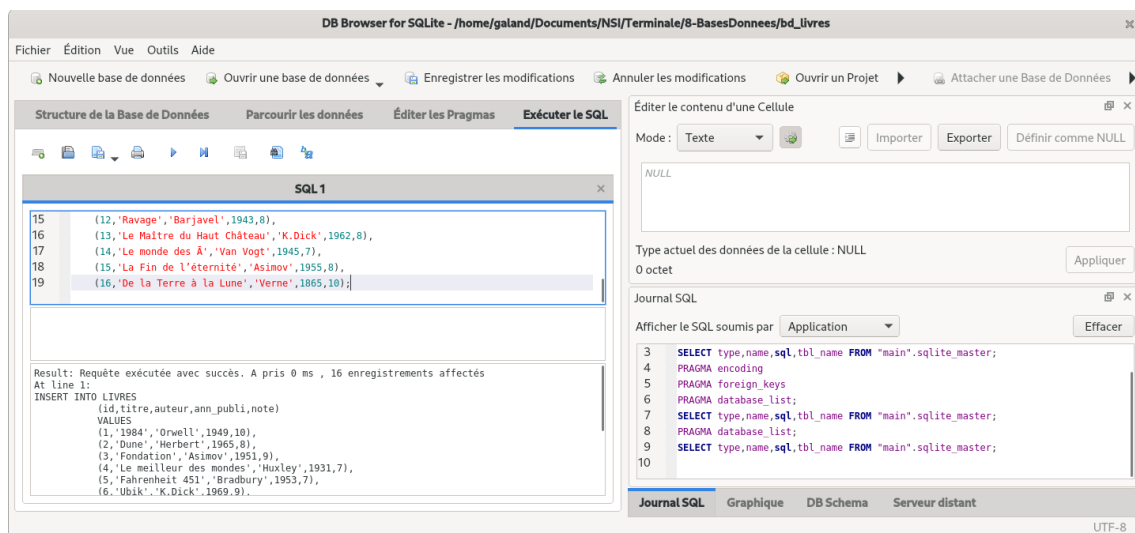 DB Browser for SQLite - /home/galand/Documents/NSI/Terminale/8-BasesDonnees/bd_livres
Fichier Édition Vue Outils Aide
Nouvelle base de données Ouvrir une base de données Enregistrer les modifications Annuler les modifications Ouvrir un Projet Attacher une Base de Données
Structure de la Base de Données Parcourir les données Éditer les Pragmas Exécuter le SQL
SQL 1
15 (12,'Ravage','Barjavel',1943,8),
16 (13,'Le Maître du Haut Château','K.Dick',1962,8),
17 (14,'Le monde des Ā','Van Vogt',1945,7),
18 (15,'La Fin de l’éternité','Asimov',1955,8),
19 (16,'De la Terre à la Lune','Verne',1865,10);
Result: Requête exécutée avec succès. A pris 0 ms , 16 enregistrements affectés
At line 1:
INSERT INTO LIVRES
(id,titre,auteur,ann_publi,note)
VALUES
(1,'1984','Orwell',1949,10),
(2,'Dune','Herbert',1965,8),
(3,'Fondation','Asimov',1951,9),
(4,'Le meilleur des mondes','Huxley',1931,7),
(5,'Fahrenheit 451','Bradbury',1953,7),
(6,'Ubik','K.Dick',1969,9),
Éditer le contenu d'une Cellule
Mode : Texte Importer Exporter Définir comme NULL
NULL
Type actuel des données de la cellule : NULL
0 octet
Appliquer
Journal SQL
Afficher le SQL soumis par Application Effacer
3 SELECT type,name,sql,tbl_name FROM "main".sqlite_master;
4 PRAGMA encoding
5 PRAGMA foreign_keys
6 PRAGMA database_list;
7 SELECT type,name,sql,tbl_name FROM "main".sqlite_master;
8 PRAGMA database_list;
9 SELECT type,name,sql,tbl_name FROM "main".sqlite_master;
10
Journal SQL Graphique DB Schema Serveur distant
UTF-8